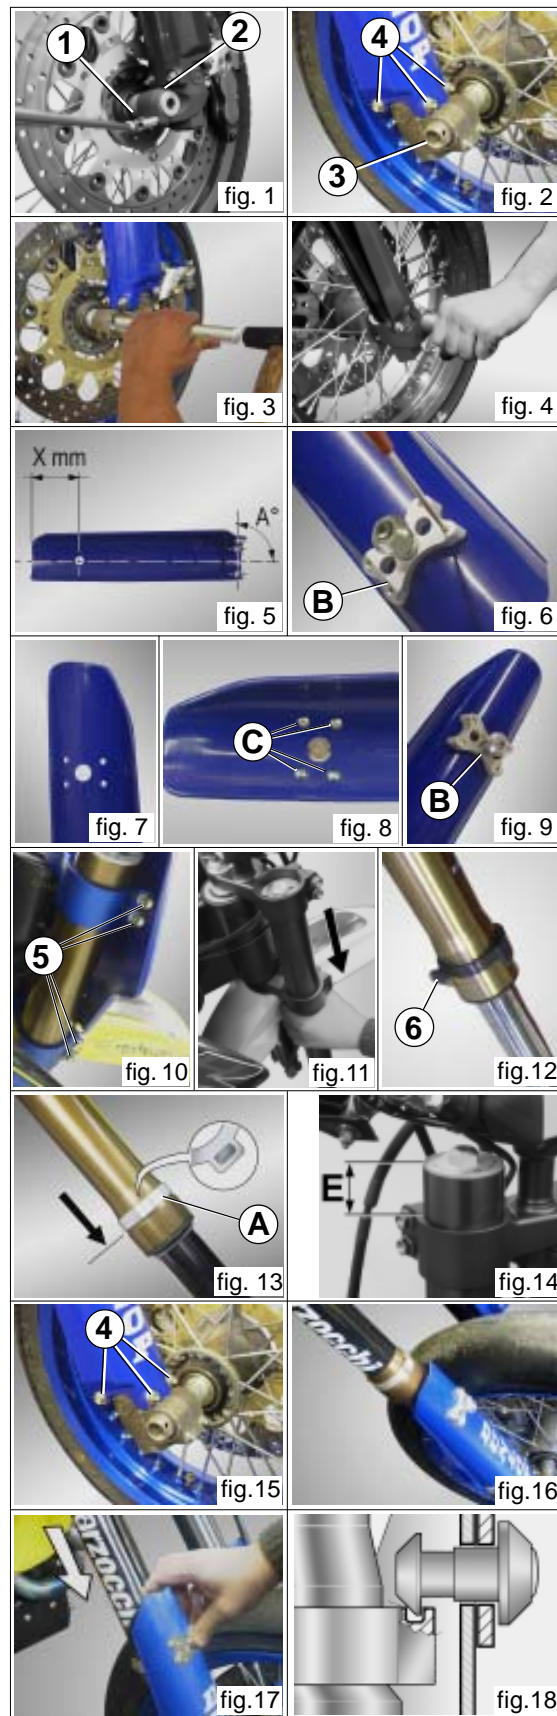 1
2
fig. 1
4
3
fig. 2
fig. 3
fig. 4
X mm
A°
fig. 5
B
fig. 6
fig. 7
C
fig. 8
B
fig. 9
5
fig. 10
fig.11
6
fig.12
A
fig. 13
E
fig.14
4
fig.15
zocchi
fig.16
erzocchi
fig.17
fig.18